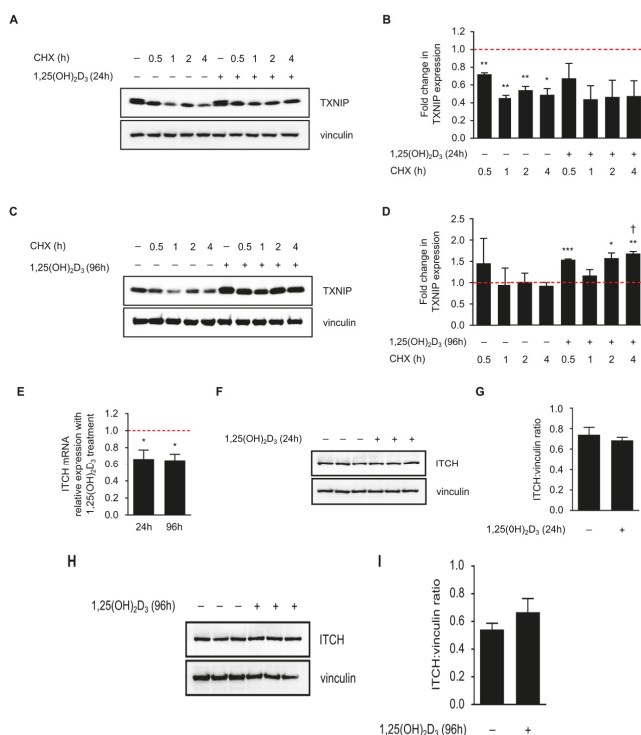 A
CHX (h) – 0.5 1 2 4 – 0.5 1 2 4
1,25(OH)₂D₃ (24h) – – – – – + + + + +
TXNIP
vinculin
B
Fold change in
TXNIP expression
1.2
1.0
0.8
0.6
0.4
0.2
0.0
** ** ** *
1,25(OH)₂D₃ (24h) – – – – + + + +
CHX (h) 0.5 1 2 4 0.5 1 2 4
C
CHX (h) – 0.5 1 2 4 – 0.5 1 2 4
1,25(OH)₂D₃ (96h) – – – – – + + + + +
TXNIP
vinculin
D
Fold change in
TXNIP expression
2.5
2.0
1.5
1.0
0.5
0.0
†
*** * **
1,25(OH)₂D₃ (96h) – – – – + + + +
CHX (h) 0.5 1 2 4 0.5 1 2 4
E
ITCH mRNA
relative expression with
1,25(OH)₂D₃ treatment
1.2
1.0
0.8
0.6
0.4
0.2
0.0
* *
24h 96h
F
1,25(OH)₂D₃ (24h) – – – + + +
ITCH
vinculin
G
ITCH:vinculin ratio
1.0
0.8
0.6
0.4
0.2
0.0
1,25(0H)₂D₃ (24h) – +
H
1,25(OH)₂D₃ (96h) – – – + + +
ITCH
vinculin
I
ITCH:vinculin ratio
1.0
0.8
0.6
0.4
0.2
0.0
1,25(OH)₂D₃ (96h) – +